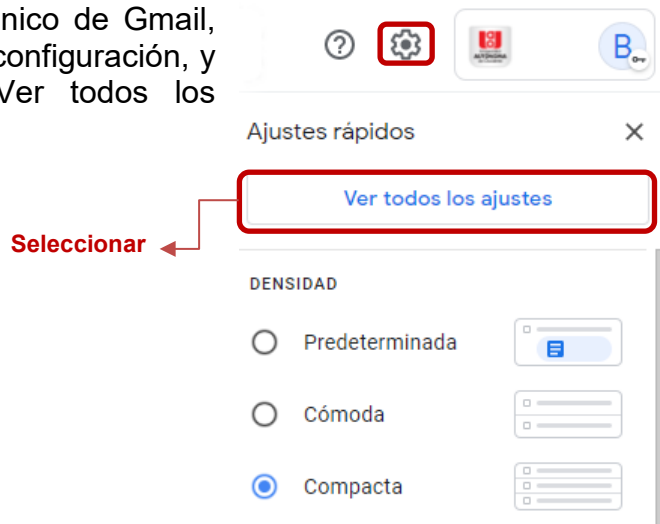 nico de Gmail,
configuración, y
Ver todos los
B
Ajustes rápidos
Ver todos los ajustes
Seleccionar
DENSIDAD
Predeterminada
Cómoda
Compacta